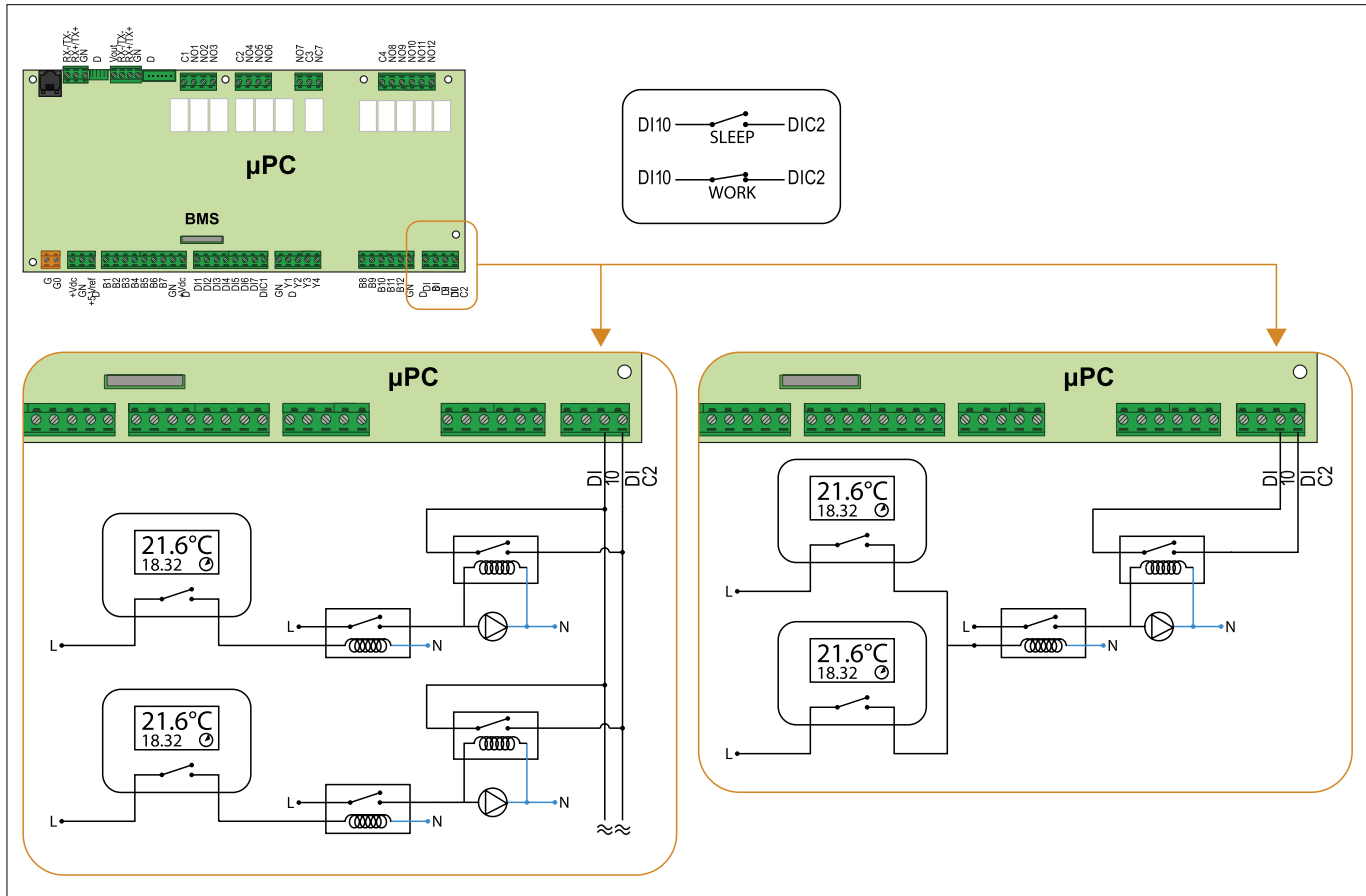 RX-/TX-
RX+/TX+
GN
D
Vout
RX-/TX-
RX+/TX+
GN
D
C1
NO1
NO2
NO3
C2
NO4
NO5
NO6
NO7
C3
NC7
C4
NO8
NO9
NO10
NO11
NO12
µPC
BMS
G
G0
+Vdc
GN
+5 Vref
D
B1
B2
B3
B4
B5
B6
B7
GN
+Vdc
D
DI1
DI2
DI3
DI4
DI5
DI6
DI7
DIC1
GN
Y1
D
Y2
Y3
Y4
B8
B9
B10
B11
B12
GN
D
DI
C2
DI10 DIC2
SLEEP
DI10 DIC2
WORK
µPC
DI
10
DI
C2
21.6°C
18.32
L
L
N
N
21.6°C
18.32
L
L
N
N
µPC
DI
10
DI
C2
21.6°C
18.32
L
21.6°C
18.32
L
L
N
N